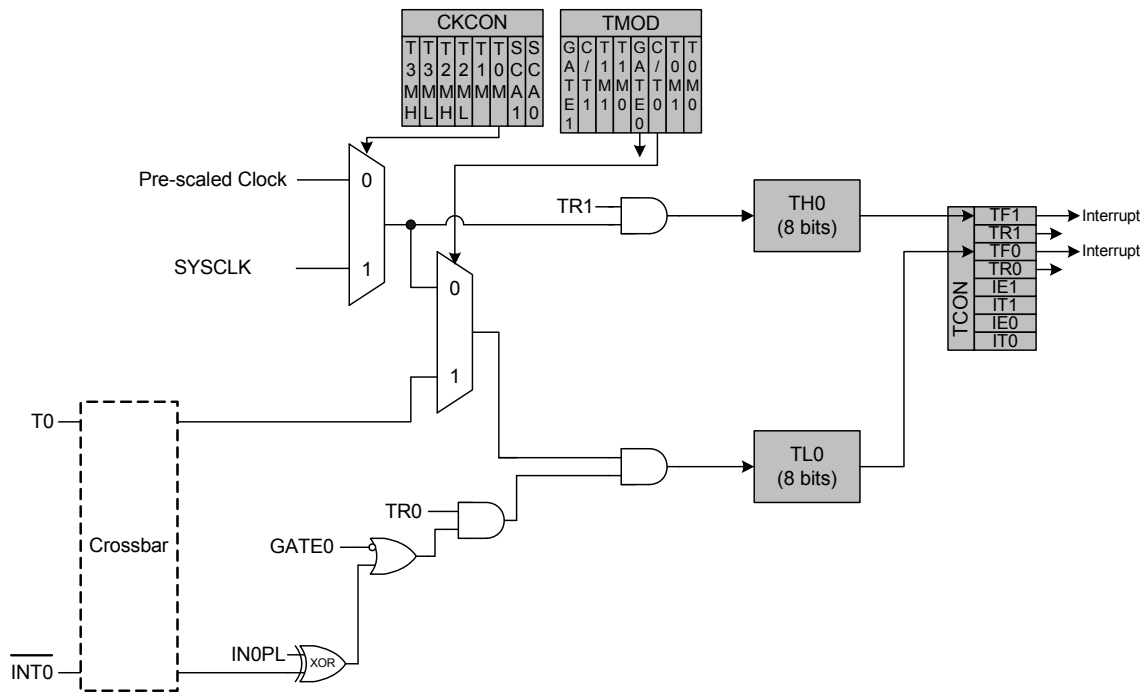 CKCON
T3MH
T3ML
T2MH
T2ML
T1M
T0M
SCA1
SCA0
TMOD
GATE1
C/T1
T1M1
T1M0
GATE0
C/T0
T0M1
T0M0
Pre-scaled Clock
0
SYSCLK
1
TR1
TH0
(8 bits)
TCON
TF1
TR1
TF0
TR0
IE1
IT1
IE0
IT0
Interrupt
Interrupt
0
1
T0
Crossbar
INT0
TL0
(8 bits)
TR0
GATE0
IN0PL
XOR